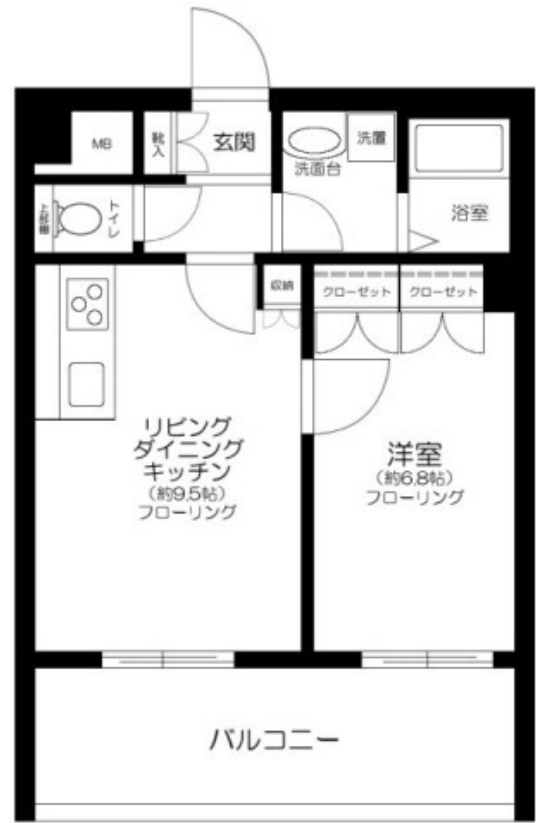 MB
靴入
玄関
洗置
洗面台
浴室
上部棚
トイレ
収納
クローゼット
クローゼット
リビング
ダイニング
キッチン
（約9.5帖）
フローリング
洋室
（約6.8帖）
フローリング
バルコニー